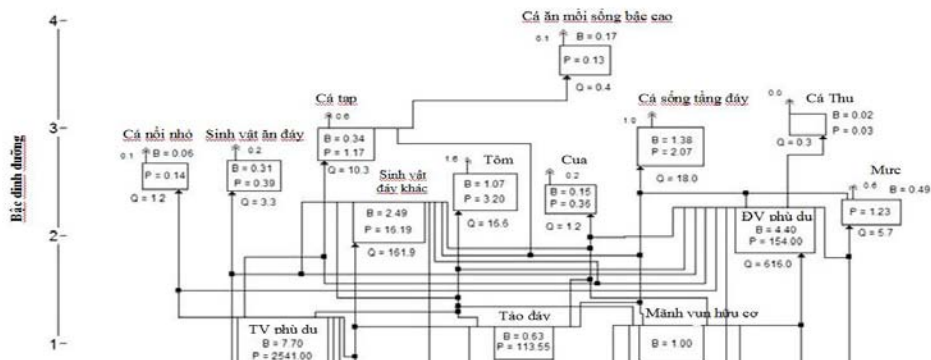 Bậc dinh dưỡng
4
3
2
1
Cá ăn mồi sống bậc cao
0.1
B = 0.17
P = 0.13
Q = 0.4
Cá tạp
0.6
B = 0.34
P = 1.17
Q = 10.3
Cá sống tầng đáy
1.0
B = 1.38
P = 2.07
Q = 18.0
0.0
Cá Thu
B = 0.02
P = 0.03
Q = 0.3
Cá nổi nhỏ
0.1
B = 0.06
P = 0.14
Q = 1.2
Sinh vật ăn đáy
0.2
B = 0.31
P = 0.39
Q = 3.3
Sinh vật
đáy khác
B = 2.49
P = 16.19
Q = 161.9
1.6
Tôm
B = 1.07
P = 3.20
Q = 16.6
Cua
0.2
B = 0.15
P = 0.36
Q = 1.2
Mực
0.6
B = 0.49
P = 1.23
Q = 5.7
ĐV phù du
B = 4.40
P = 154.00
Q = 616.0
TV phù du
B = 7.70
P = 2541.00
Tảo đáy
B = 0.63
P = 113.55
Mãnh vụn hữu cơ
B = 1.00